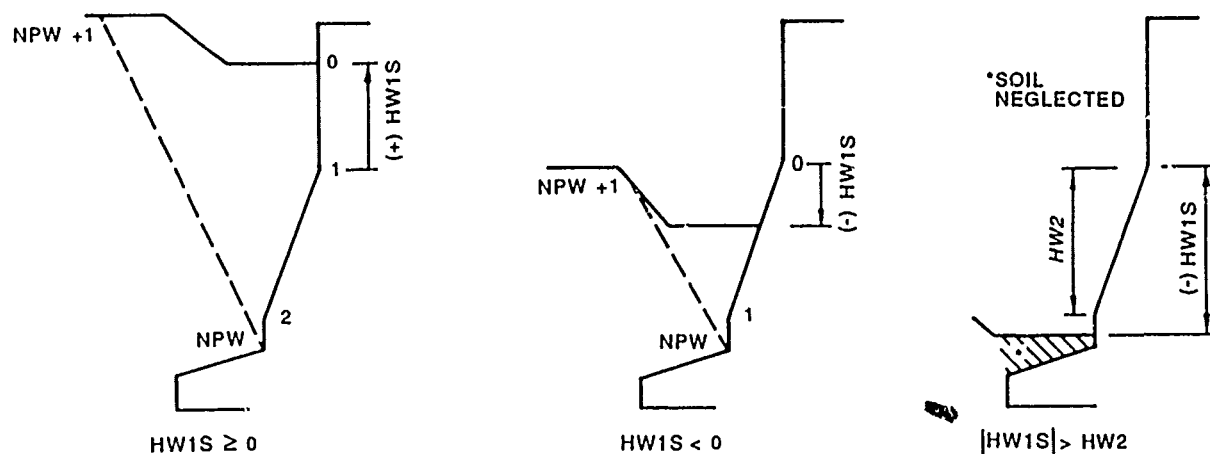 NPW +1
0
(+) HW1S
1
2
NPW
HW1S ≥ 0
NPW +1
0
(-) HW1S
1
NPW
HW1S < 0
*SOIL
NEGLECTED
HW2
(-) HW1S
*
|HW1S| > HW2